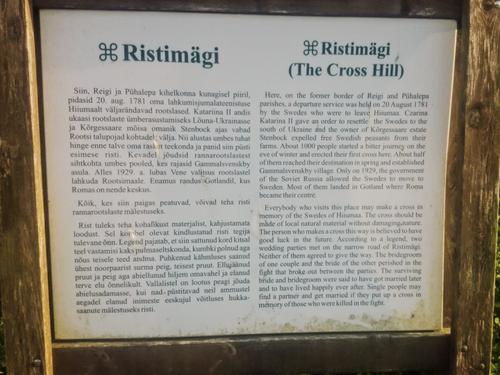 ⌘ Ristimägi
Siin, Reigi ja Pühalepa kihelkonna kunagisel piiril,
pidasid 20. aug. 1781 oma lahkumisjumalateenistuse
Hiiumaalt väljarändavad rootslased. Katariina II andis
ukaasi rootslaste ümberasustamiseks Lõuna-Ukrainasse
ja Kõrgessaare mõisa omanik Stenbock ajas vabad
Rootsi talupojad kohtadelt välja. Nii alustas umbes tuhat
hinge enne talve oma rasket teekonda ja panid siin püsti
esimese risti. Kevadel jõudsid rannarootslastest
sihtkohta umbes pooled, kes rajasid Gammalsvenskby
asula. Alles 1929. a. lubas Vene valitsus rootslastel
lahkuda Rootsimaale. Enamus randus Gotlandil, kus
Romas on nende keskus.
Kõik, kes siin paigas peatuvad, võivad teha risti
rannarootslaste mälestuseks.
Rist tuleks teha kohalikust materjalist, kahjustamata
loodust. Sel kombel olevat kindlustanud risti tegija
tulevane õnn. Legend pajatab, et siin sattunud kord kitsal
teel vastamisi kaks pulmaseltskonda, kumbki polnud aga
nõus teisele teed andma. Puhkenud kähmluses saanud
ühest noorpaarist surma peig, teisest pruut. Ellujäänud
pruut ja peig aga abiellunud hiljem omavahel ja elanud
terve elu õnnelikult. Vallalistel on lootus peagi jõuda
abielusadamasse, kui nad püstitavad neil ammustel
aegadel elanud inimeste eeskujul võitluses hukka-
saanute mälestuseks risti.
⌘ Ristimägi
(The Cross Hill)
Here, on the former border of Reigi and Pühalepa
parishes, a departure service was held on 20 August 1781
by the Swedes who were to leave Hiiumaa. Czarina
Katarina II gave an order to resettle the Swedes to the
south of Ukraine and the owner of Kõrgessaare estate
Stenbock expelled free Swedish peasants from their
farms. About 1000 people started a bitter journey on the
eve of winter and erected their first cross here. About half
of them reached their destination in spring and established
Gammalsvenskby village. Only on 1929, the government
of the Soviet Russia allowed the Swedes to move to
Sweden. Most of them landed in Gotland where Roma
became their centre.
Everybody who visits this place may make a cross in
memory of the Swedes of Hiiumaa. The cross should be
made of local natural material without damaging nature.
The person who makes a cross this way is believed to have
good luck in the future. According to a legend, two
wedding parties met on the narrow road of Ristimägi.
Neither of them agreed to give way. The bridegroom
of one couple and the bride of the other perished in the
fight that broke out between the parties. The surviving
bride and bridegroom were said to have got married later
and to have lived happily ever after. Single people may
find a partner and get married if they put up a cross in
memory of those who were killed in the fight.